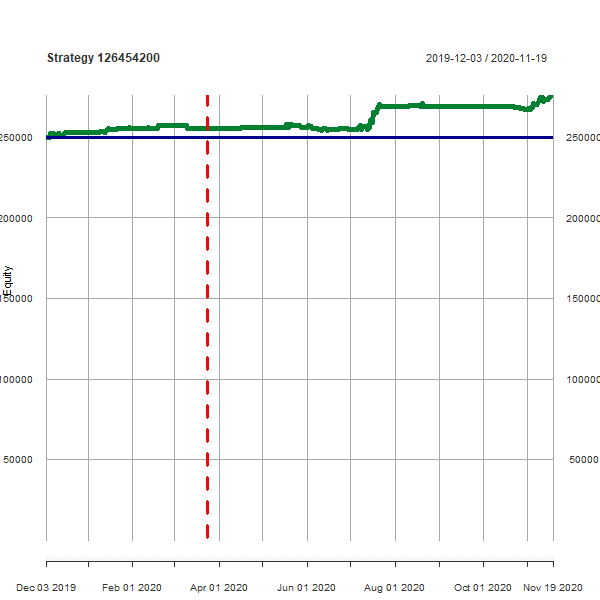 Strategy 126454200
2019-12-03 / 2020-11-19
250000
250000
200000
200000
Equity
150000
150000
100000
100000
50000
50000
Dec 03 2019
Feb 01 2020
Apr 01 2020
Jun 01 2020
Aug 01 2020
Oct 01 2020
Nov 19 2020